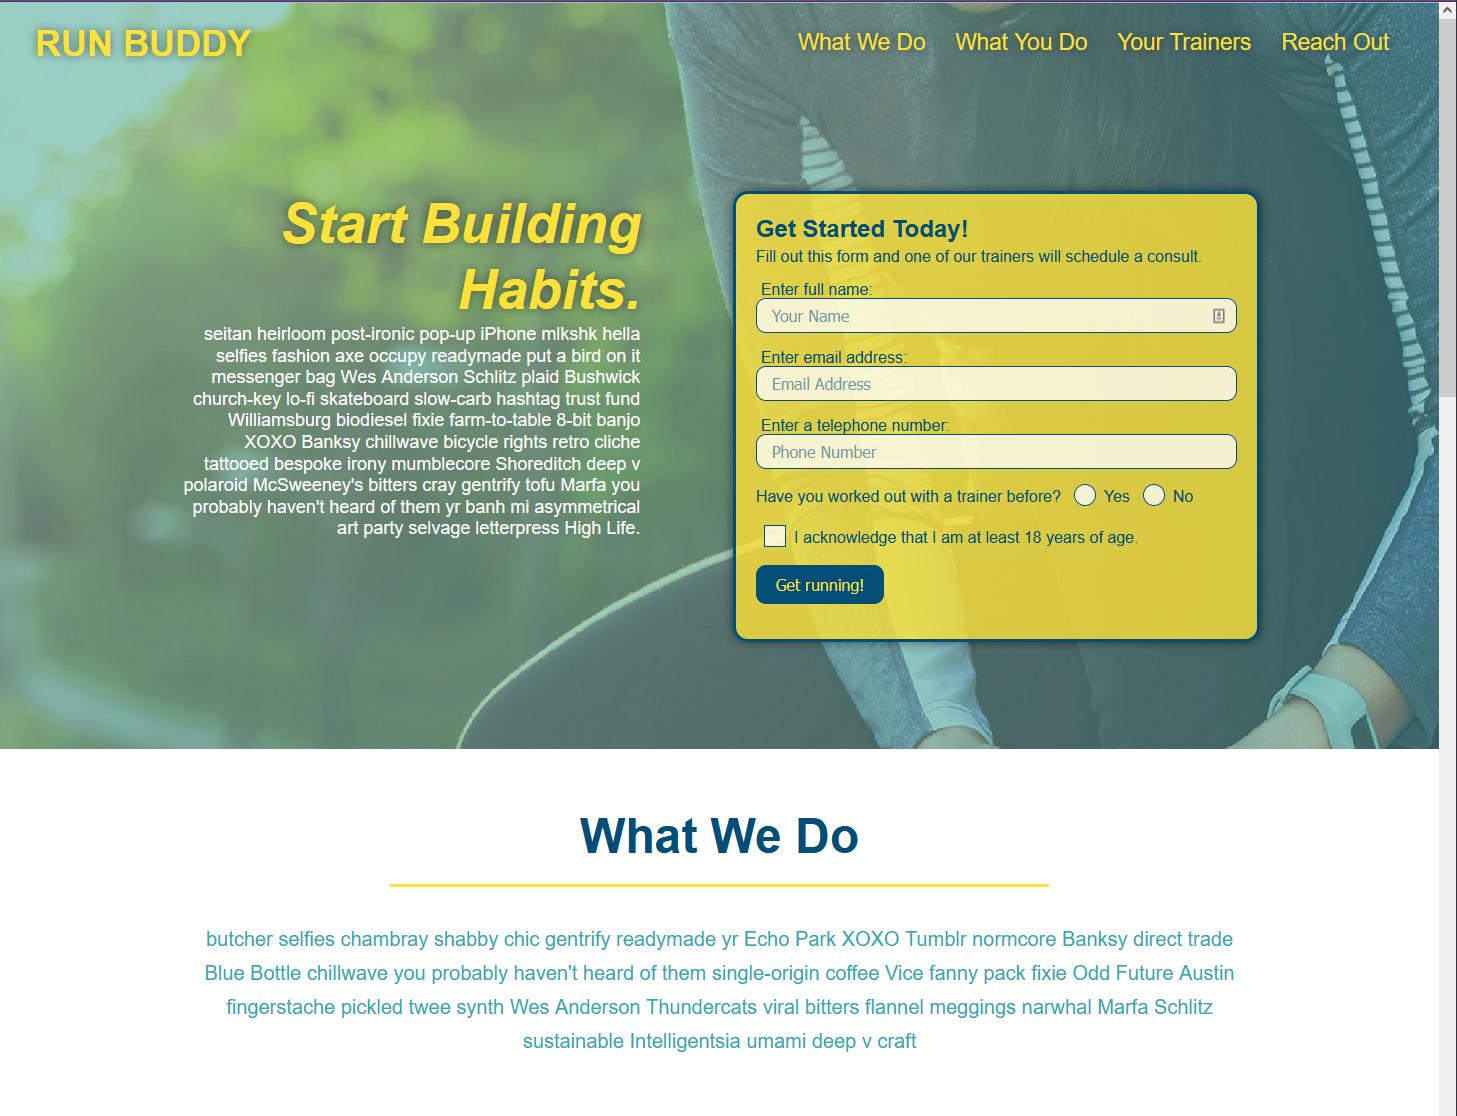 RUN BUDDY
What We Do What You Do Your Trainers Reach Out
Start Building
Habits.
seitan heirloom post-ironic pop-up iPhone mlkshk hella
selfies fashion axe occupy readymade put a bird on it
messenger bag Wes Anderson Schlitz plaid Bushwick
church-key lo-fi skateboard slow-carb hashtag trust fund
Williamsburg biodiesel fixie farm-to-table 8-bit banjo
XOXO Banksy chillwave bicycle rights retro cliche
tattooed bespoke irony mumblecore Shoreditch deep v
polaroid McSweeney's bitters cray gentrify tofu Marfa you
probably haven't heard of them yr banh mi asymmetrical
art party selvage letterpress High Life.
Get Started Today!
Fill out this form and one of our trainers will schedule a consult.
Enter full name:
Your Name
Enter email address:
Email Address
Enter a telephone number:
Phone Number
Have you worked out with a trainer before? Yes No
I acknowledge that I am at least 18 years of age.
Get running!
What We Do
butcher selfies chambray shabby chic gentrify readymade yr Echo Park XOXO Tumblr normcore Banksy direct trade
Blue Bottle chillwave you probably haven't heard of them single-origin coffee Vice fanny pack fixie Odd Future Austin
fingerstache pickled twee synth Wes Anderson Thundercats viral bitters flannel meggings narwhal Marfa Schlitz
sustainable Intelligentsia umami deep v craft